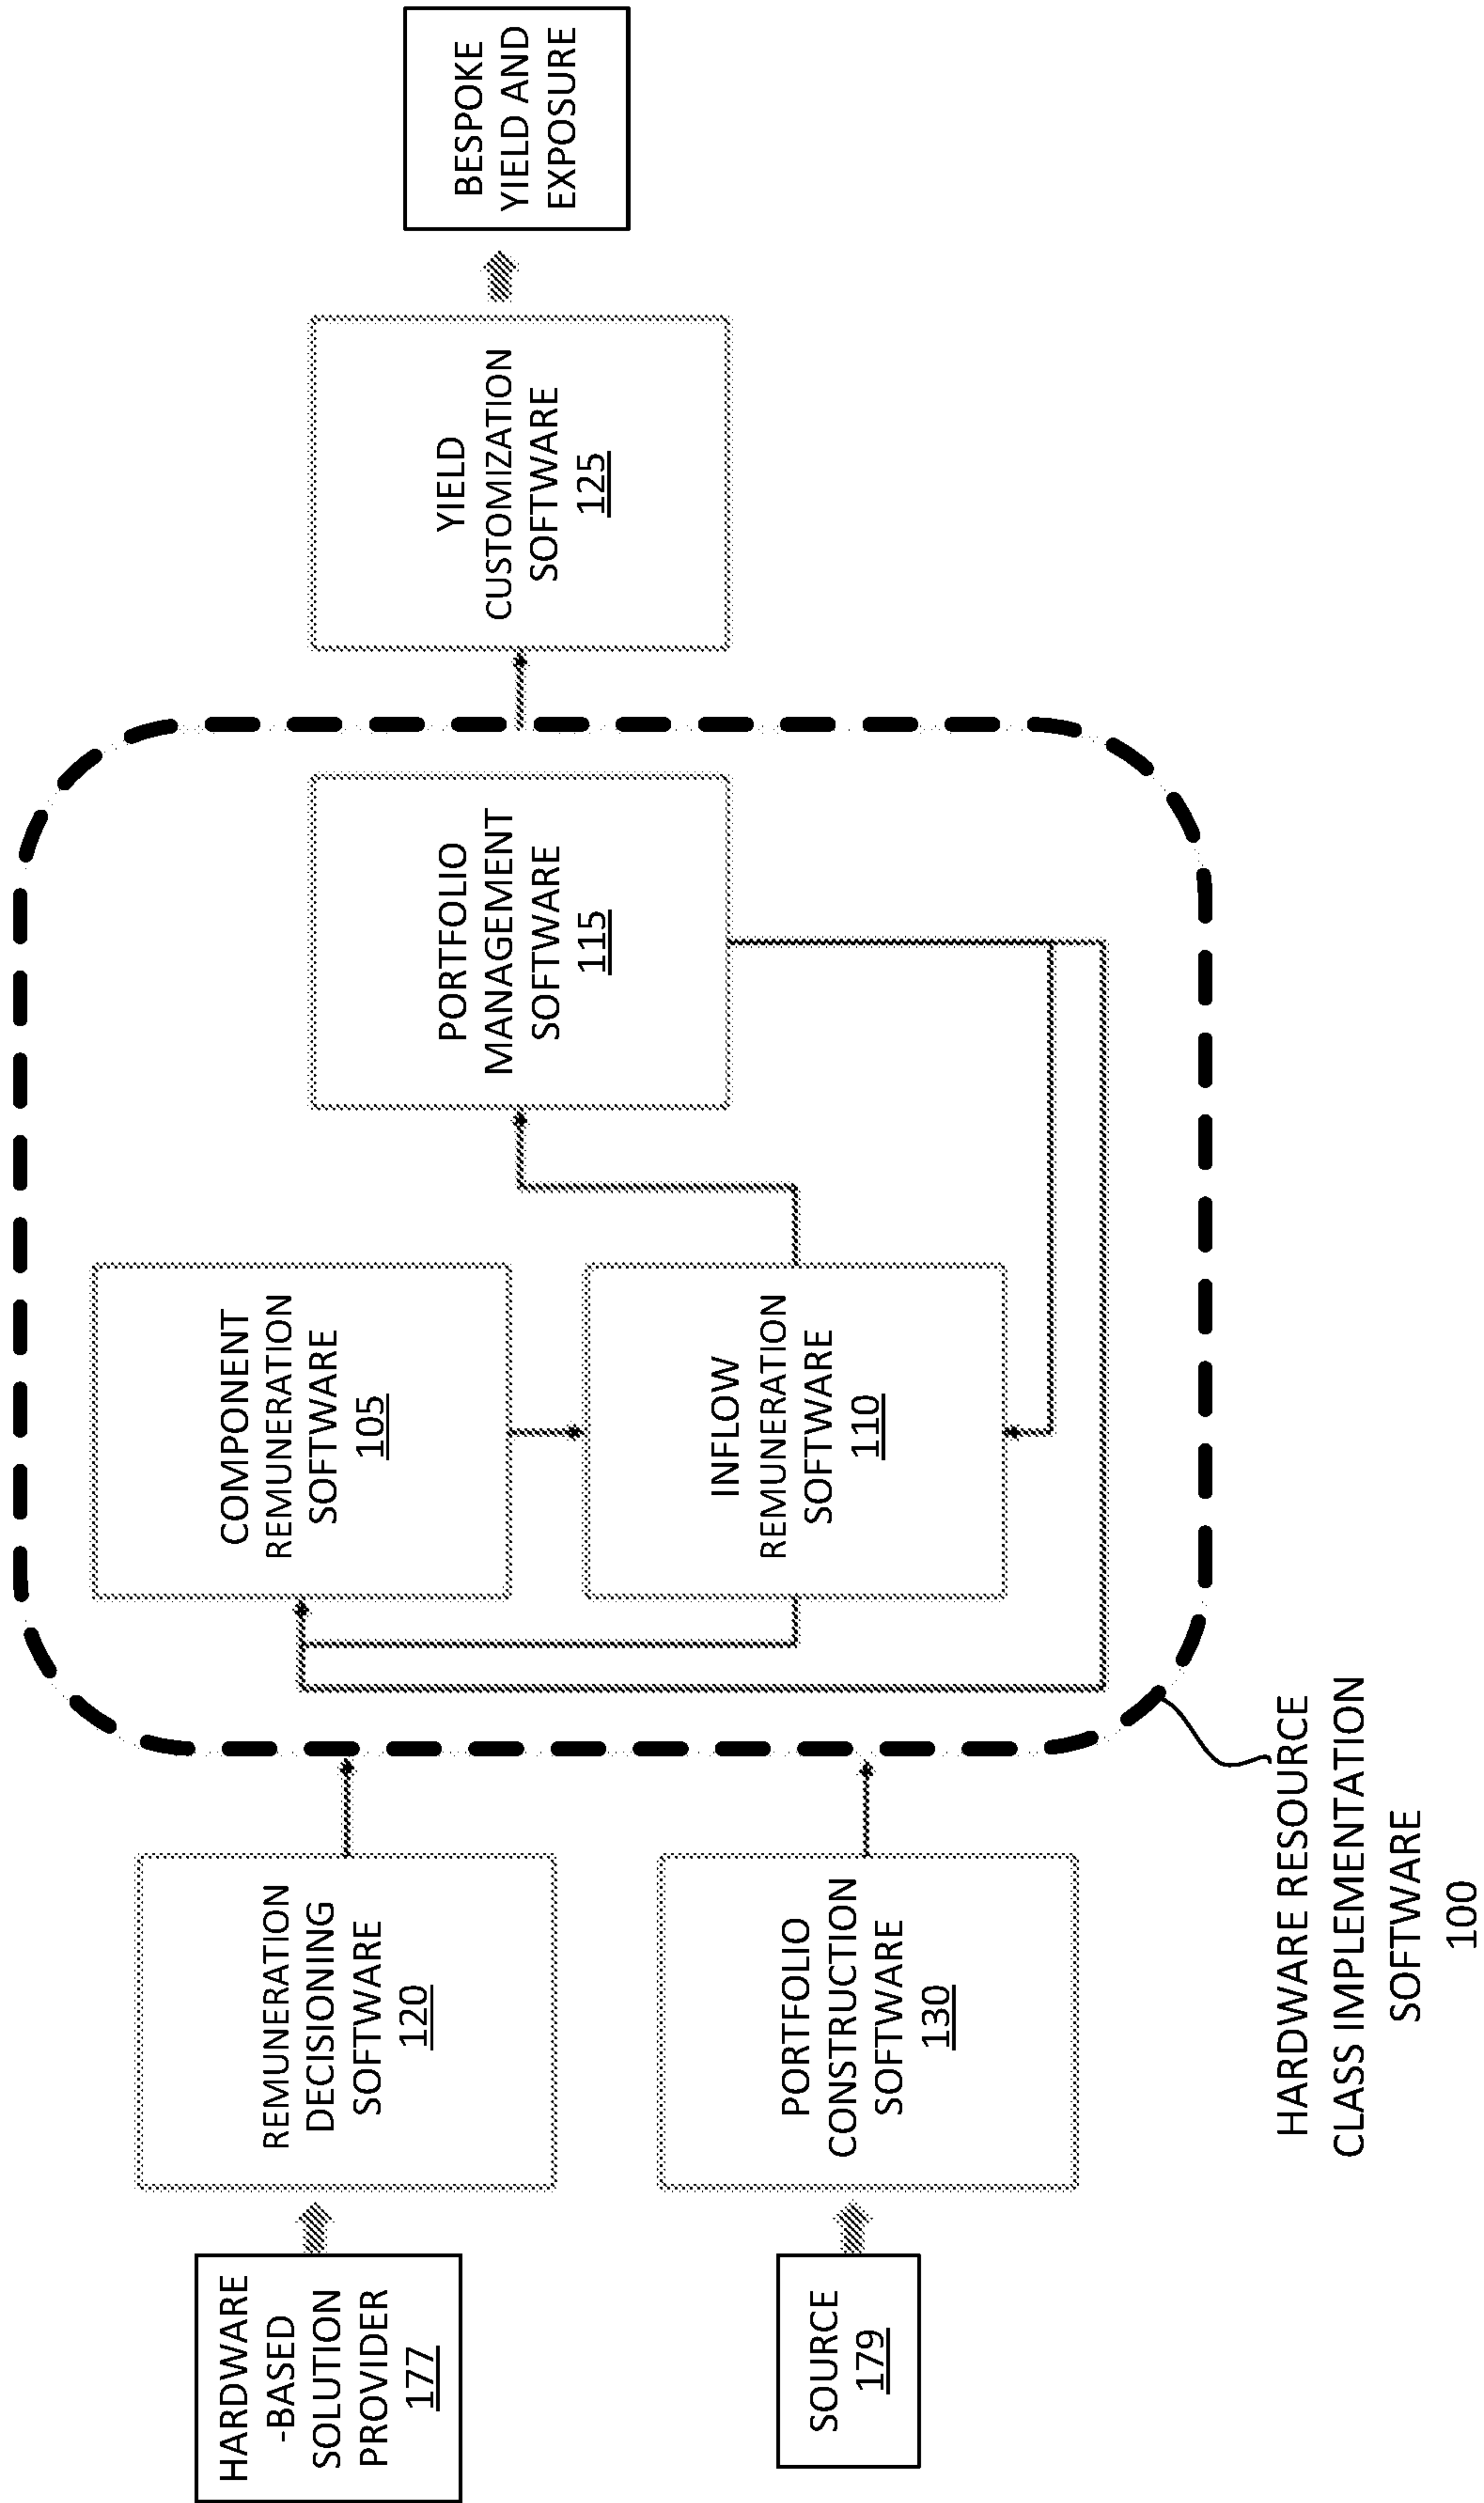 HARDWARE
-BASED
SOLUTION
PROVIDER
177
SOURCE
179
REMUNERATION
DECISIONING
SOFTWARE
120
PORTFOLIO
CONSTRUCTION
SOFTWARE
130
COMPONENT
REMUNERATION
SOFTWARE
105
INFLOW
REMUNERATION
SOFTWARE
110
PORTFOLIO
MANAGEMENT
SOFTWARE
115
YIELD
CUSTOMIZATION
SOFTWARE
125
BESPOKE
YIELD AND
EXPOSURE
HARDWARE RESOURCE
CLASS IMPLEMENTATION
SOFTWARE
100